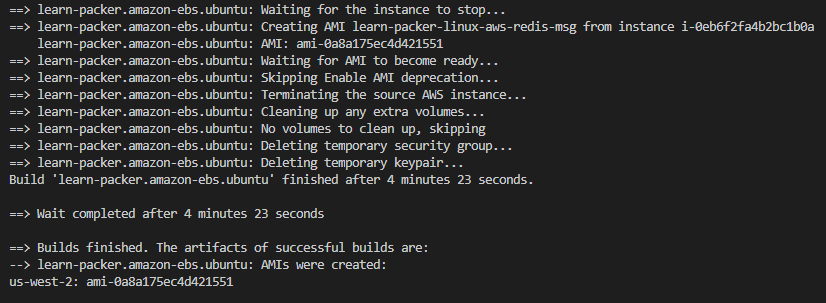 ==> learn-packer.amazon-ebs.ubuntu: Waiting for the instance to stop...
==> learn-packer.amazon-ebs.ubuntu: Creating AMI learn-packer-linux-aws-redis-msg from instance i-0eb6f2fa4b2bc1b0a
    learn-packer.amazon-ebs.ubuntu: AMI: ami-0a8a175ec4d421551
==> learn-packer.amazon-ebs.ubuntu: Waiting for AMI to become ready...
==> learn-packer.amazon-ebs.ubuntu: Skipping Enable AMI deprecation...
==> learn-packer.amazon-ebs.ubuntu: Terminating the source AWS instance...
==> learn-packer.amazon-ebs.ubuntu: Cleaning up any extra volumes...
==> learn-packer.amazon-ebs.ubuntu: No volumes to clean up, skipping
==> learn-packer.amazon-ebs.ubuntu: Deleting temporary security group...
==> learn-packer.amazon-ebs.ubuntu: Deleting temporary keypair...
Build 'learn-packer.amazon-ebs.ubuntu' finished after 4 minutes 23 seconds.

==> Wait completed after 4 minutes 23 seconds

==> Builds finished. The artifacts of successful builds are:
--> learn-packer.amazon-ebs.ubuntu: AMIs were created:
us-west-2: ami-0a8a175ec4d421551